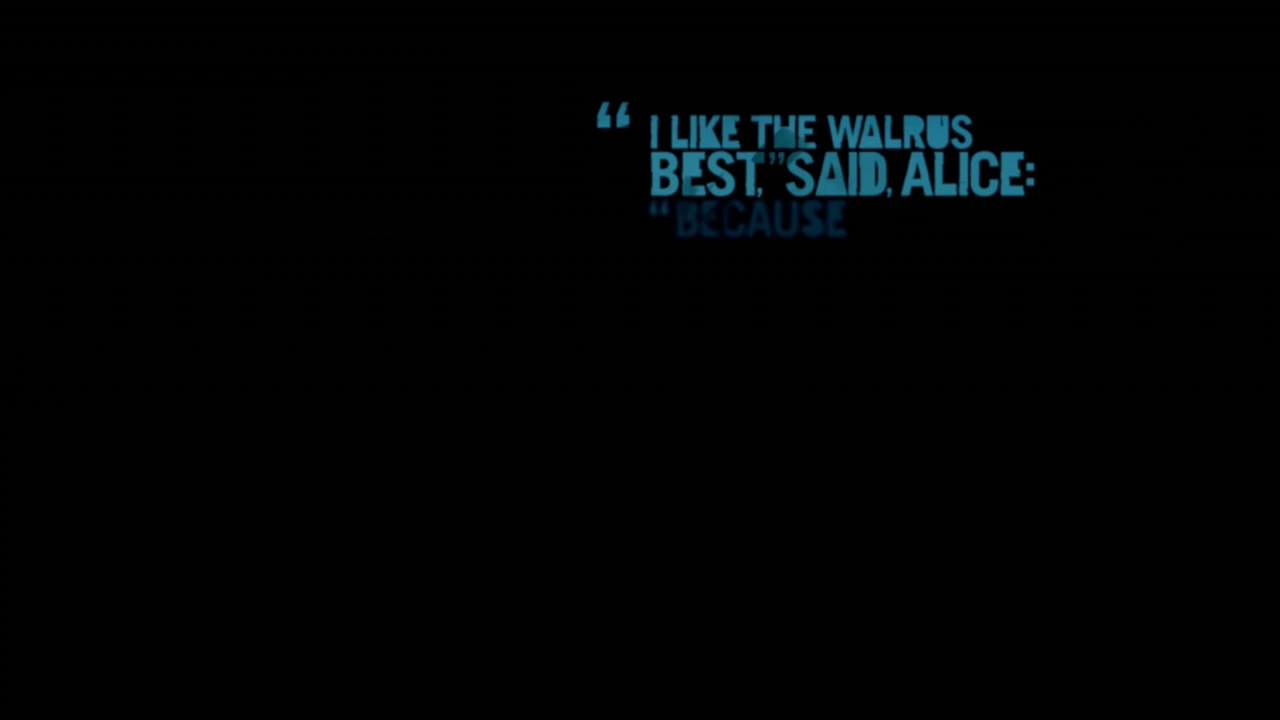 “ I LIKE THE WALRUS
BEST,” SAID, ALICE:
“BECAUSE